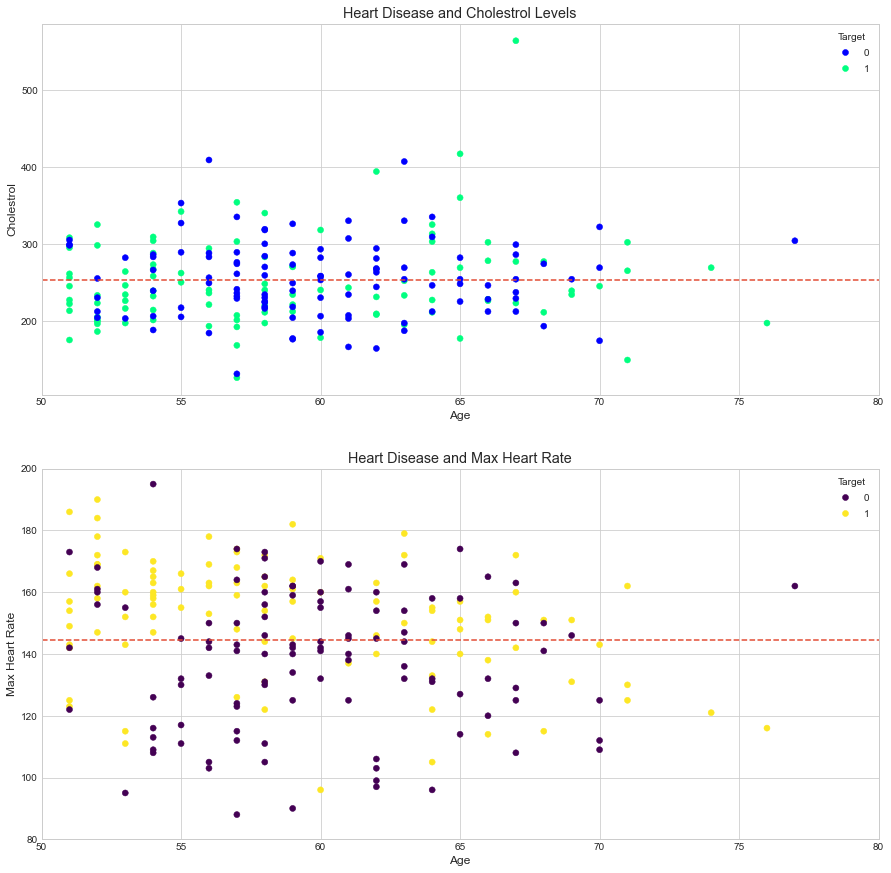 Heart Disease and Cholestrol Levels
Target
0
1
500
400
300
200
Cholestrol
50 55 60 65 70 75 80
Age
Heart Disease and Max Heart Rate
Target
0
1
200
180
160
140
120
100
80
Max Heart Rate
50 55 60 65 70 75 80
Age